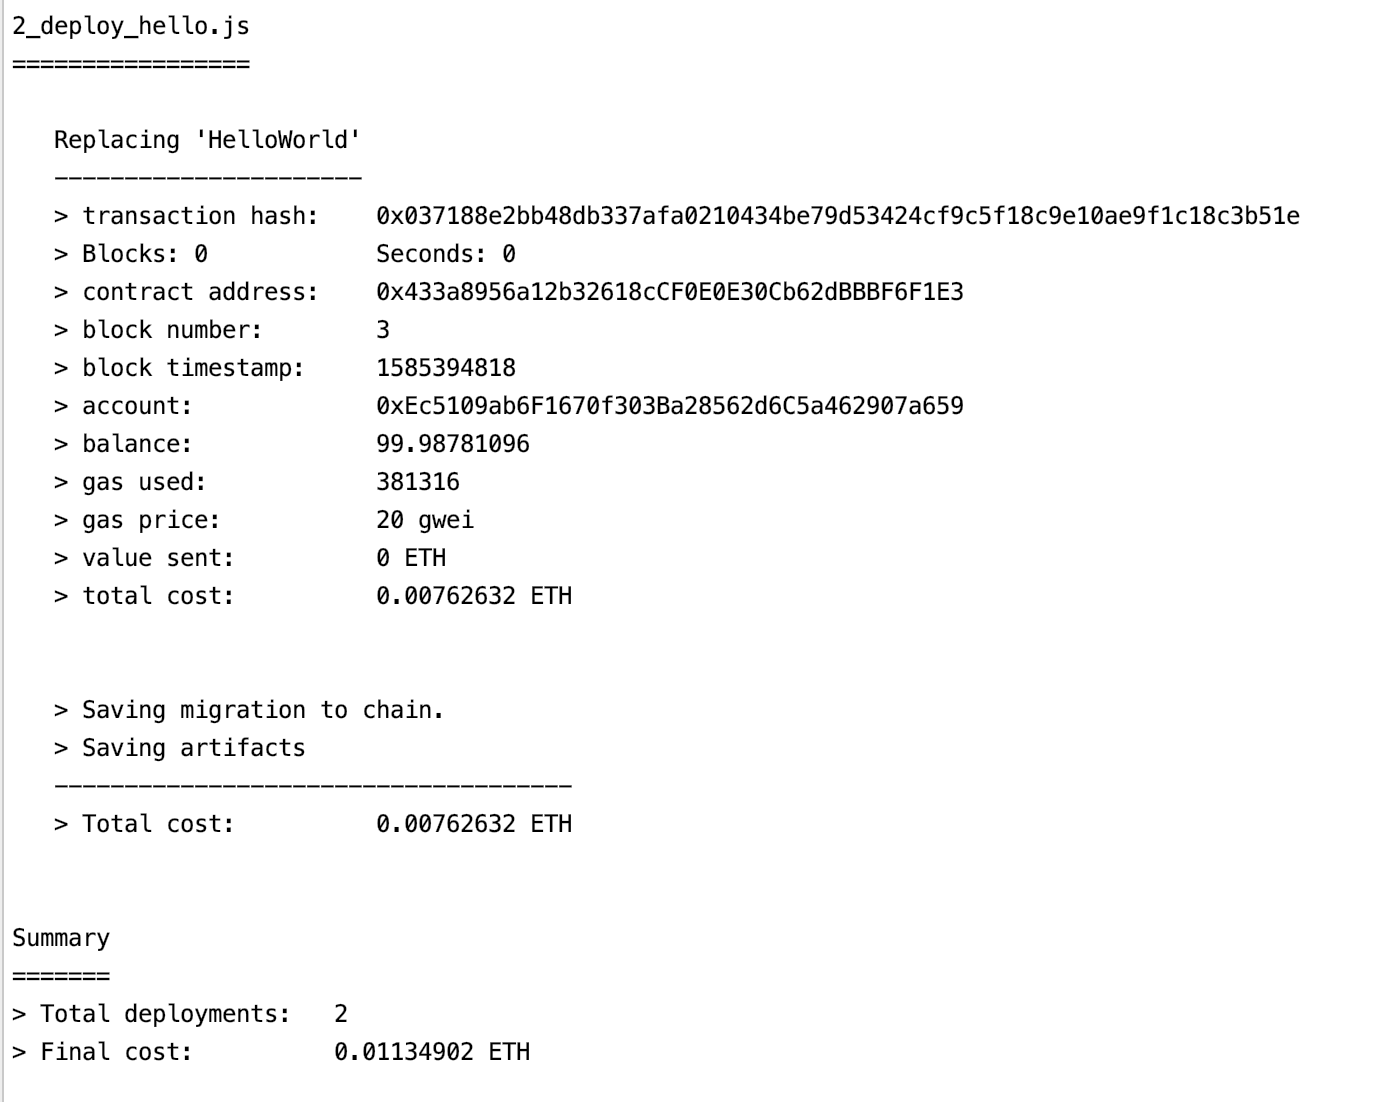 2_deploy_hello.js
=================
Replacing 'HelloWorld'
----------------------
> transaction hash:    0x037188e2bb48db337afa0210434be79d53424cf9c5f18c9e10ae9f1c18c3b51e
> Blocks: 0            Seconds: 0
> contract address:    0x433a8956a12b32618cCF0E0E30Cb62dBBBF6F1E3
> block number:        3
> block timestamp:     1585394818
> account:             0xEc5109ab6F1670f303Ba28562d6C5a462907a659
> balance:             99.98781096
> gas used:            381316
> gas price:           20 gwei
> value sent:          0 ETH
> total cost:          0.00762632 ETH
> Saving migration to chain.
> Saving artifacts
-------------------------------------
> Total cost:          0.00762632 ETH
Summary
=======
> Total deployments:   2
> Final cost:          0.01134902 ETH